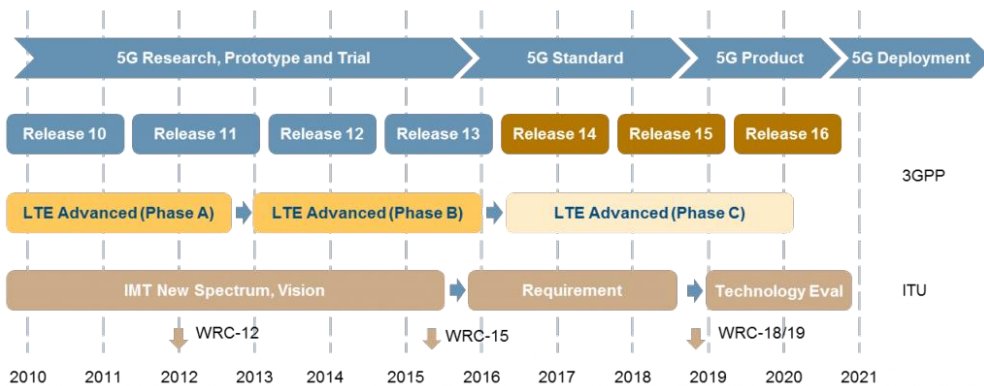 5G Research, Prototype and Trial
5G Standard
5G Product
5G Deployment
Release 10
Release 11
Release 12
Release 13
Release 14
Release 15
Release 16
3GPP
LTE Advanced (Phase A)
LTE Advanced (Phase B)
LTE Advanced (Phase C)
IMT New Spectrum, Vision
Requirement
Technology Eval
ITU
WRC-12
WRC-15
WRC-18/19
2010
2011
2012
2013
2014
2015
2016
2017
2018
2019
2020
2021